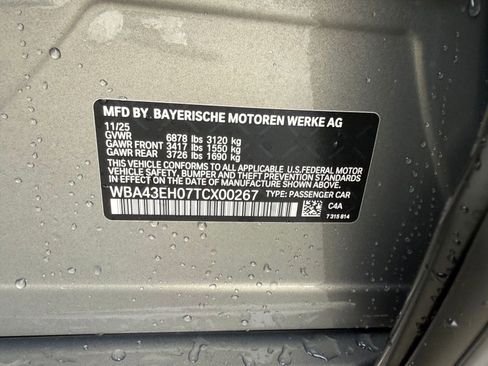 MFD BY BAYERISCHE MOTOREN WERKE AG
11/25
GVWR 6878 lbs 3120 kg
GAWR FRONT 3417 lbs 1550 kg
GAWR REAR 3726 lbs 1690 kg
THIS VEHICLE CONFORMS TO ALL APPLICABLE U.S.FEDERAL MOTOR
VEHICLE SAFETY, BUMPER AND THEFT PREVENTION STANDARDS
IN EFFECT ON THE DATE OF MANUFACTURE SHOWN ABOVE.
WBA43EH07TCX00267 TYPE: PASSENGER CAR
C4A
7 315 814